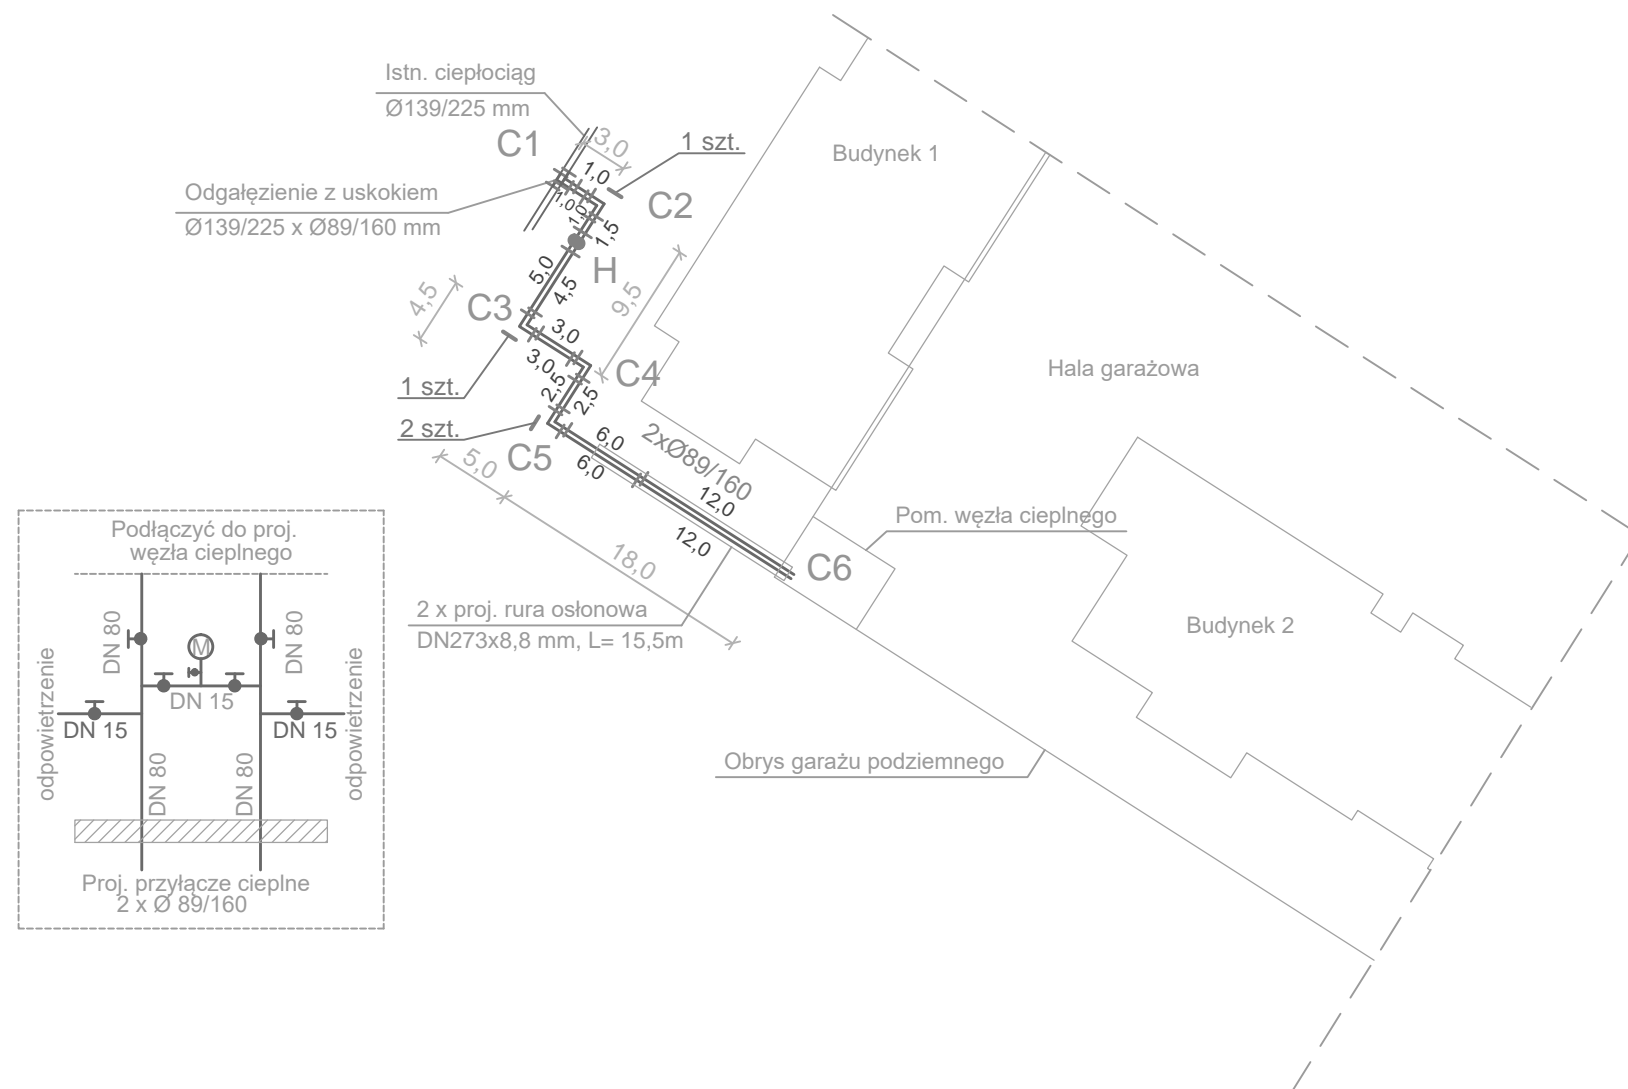 Istn. ciepłociąg
Ø139/225 mm
C1
3,0
1 szt.
Budynek 1
1,0
Odgałęzienie z uskokiem
Ø139/225 x Ø89/160 mm
1,0
1,0
C2
1,5
H
5,0
4,5
9,5
4,5
C3
3,0
3,0
C4
Hala garażowa
1 szt.
2,5
2,5
2 szt.
C5
6,0
6,0
2xØ89/160
5,0
12,0
12,0
18,0
Pom. węzła cieplnego
C6
2 x proj. rura osłonowa
DN273x8,8 mm, L= 15,5m
Budynek 2
Obrys garażu podziemnego
Podłączyć do proj.
węzła cieplnego
DN 80
M
DN 80
DN 15
odpowietrzenie
DN 15
DN 15
odpowietrzenie
DN 80
DN 80
Proj. przyłącze cieplne
2 x Ø 89/160